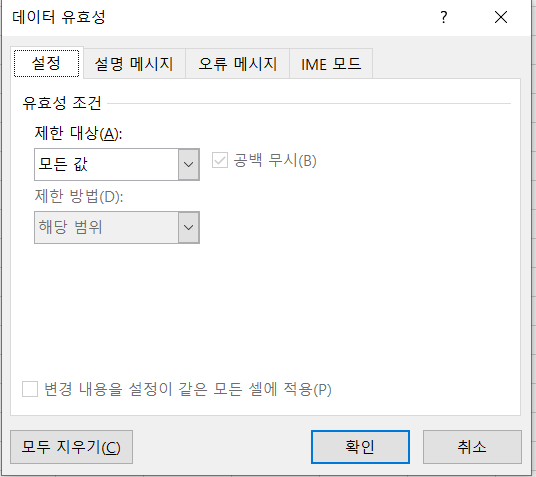 데이터 유효성
?
설정 설명 메시지 오류 메시지 IME 모드
유효성 조건
제한 대상(A):
모든 값 공백 무시(B)
제한 방법(D):
해당 범위
변경 내용을 설정이 같은 모든 셀에 적용(P)
모두 지우기(C) 확인 취소